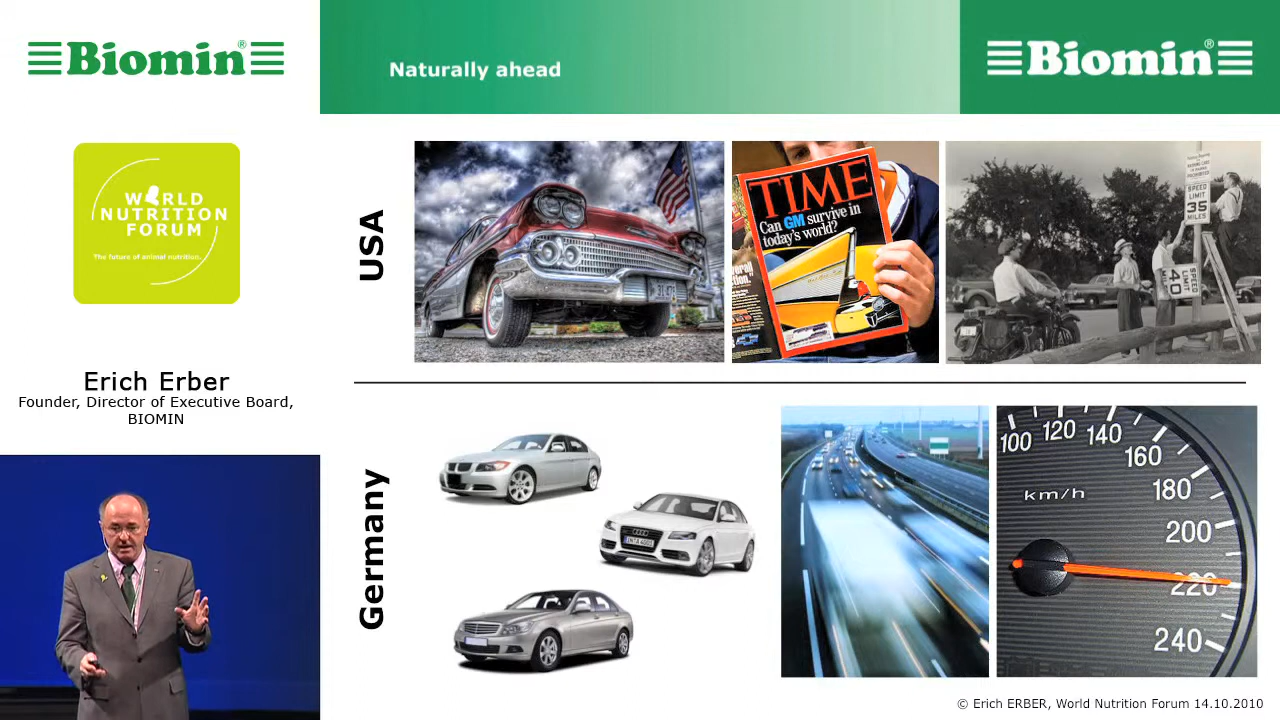 Biomin®
Naturally ahead
Biomin®
WORLD
NUTRITION
FORUM
The future of animal nutrition.
Erich Erber
Founder, Director of Executive Board,
BIOMIN
USA
TIME
Can GM survive in
today's world?
SPEED
LIMIT
35
MILES
SPEED
LIMIT
40
Germany
100
120
140
160
180
200
220
240
km/h
© Erich ERBER, World Nutrition Forum 14.10.2010